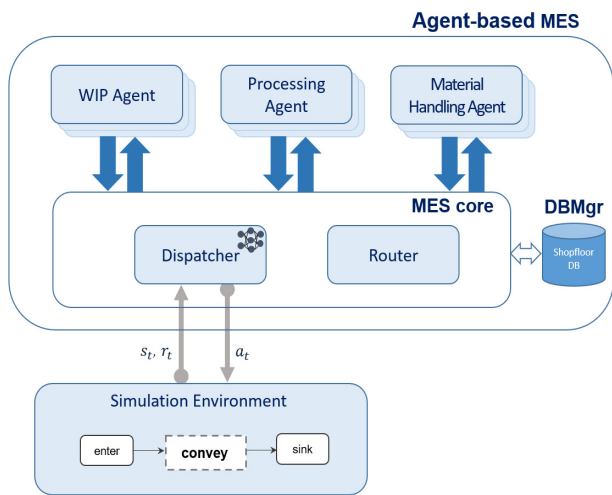 Agent-based MES
WIP Agent
Processing
Agent
Material
Handling Agent
MES core
DBMgr
Dispatcher
Router
Shopfloor
DB
s_t, r_t
a_t
Simulation Environment
enter
convey
sink